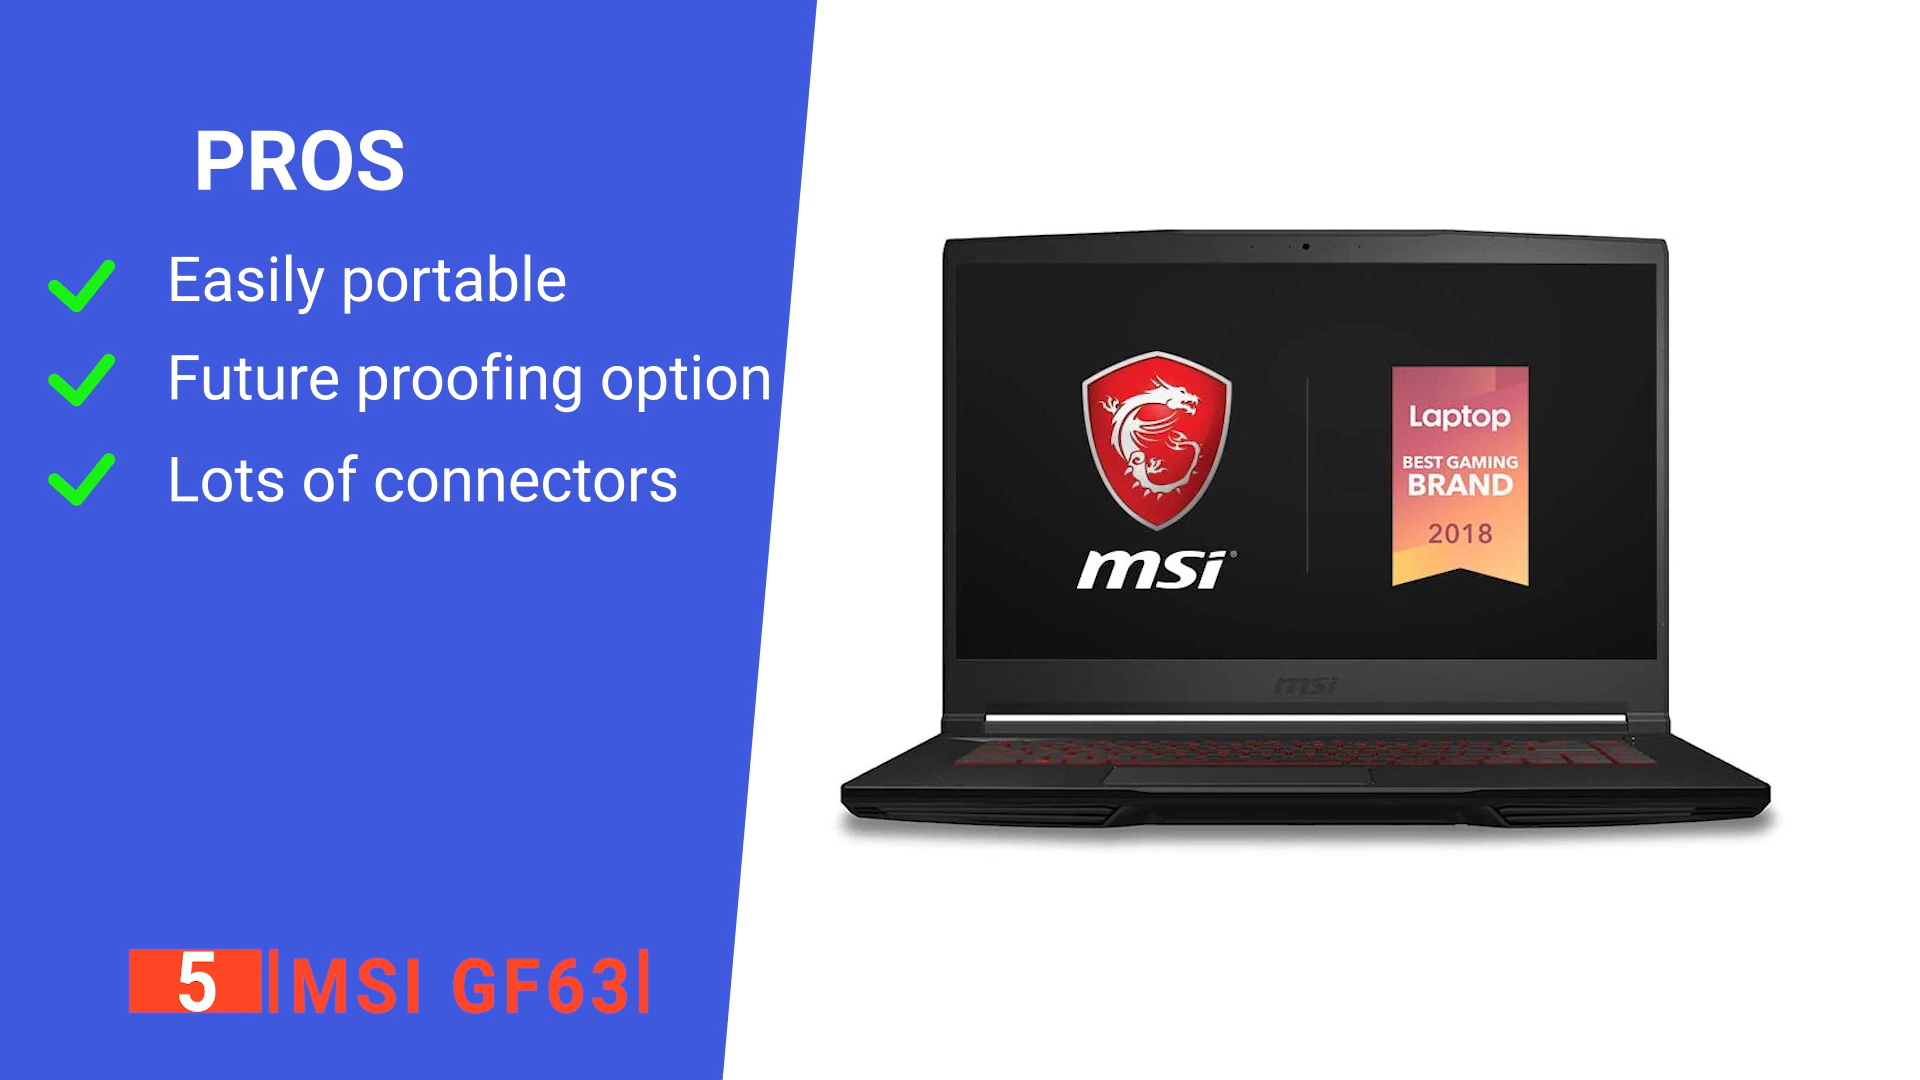 PROS
Easily portable
Future proofing option
Lots of connectors
5 |MSI GF63|
msi®
Laptop
BEST GAMING
BRAND
2018
msi